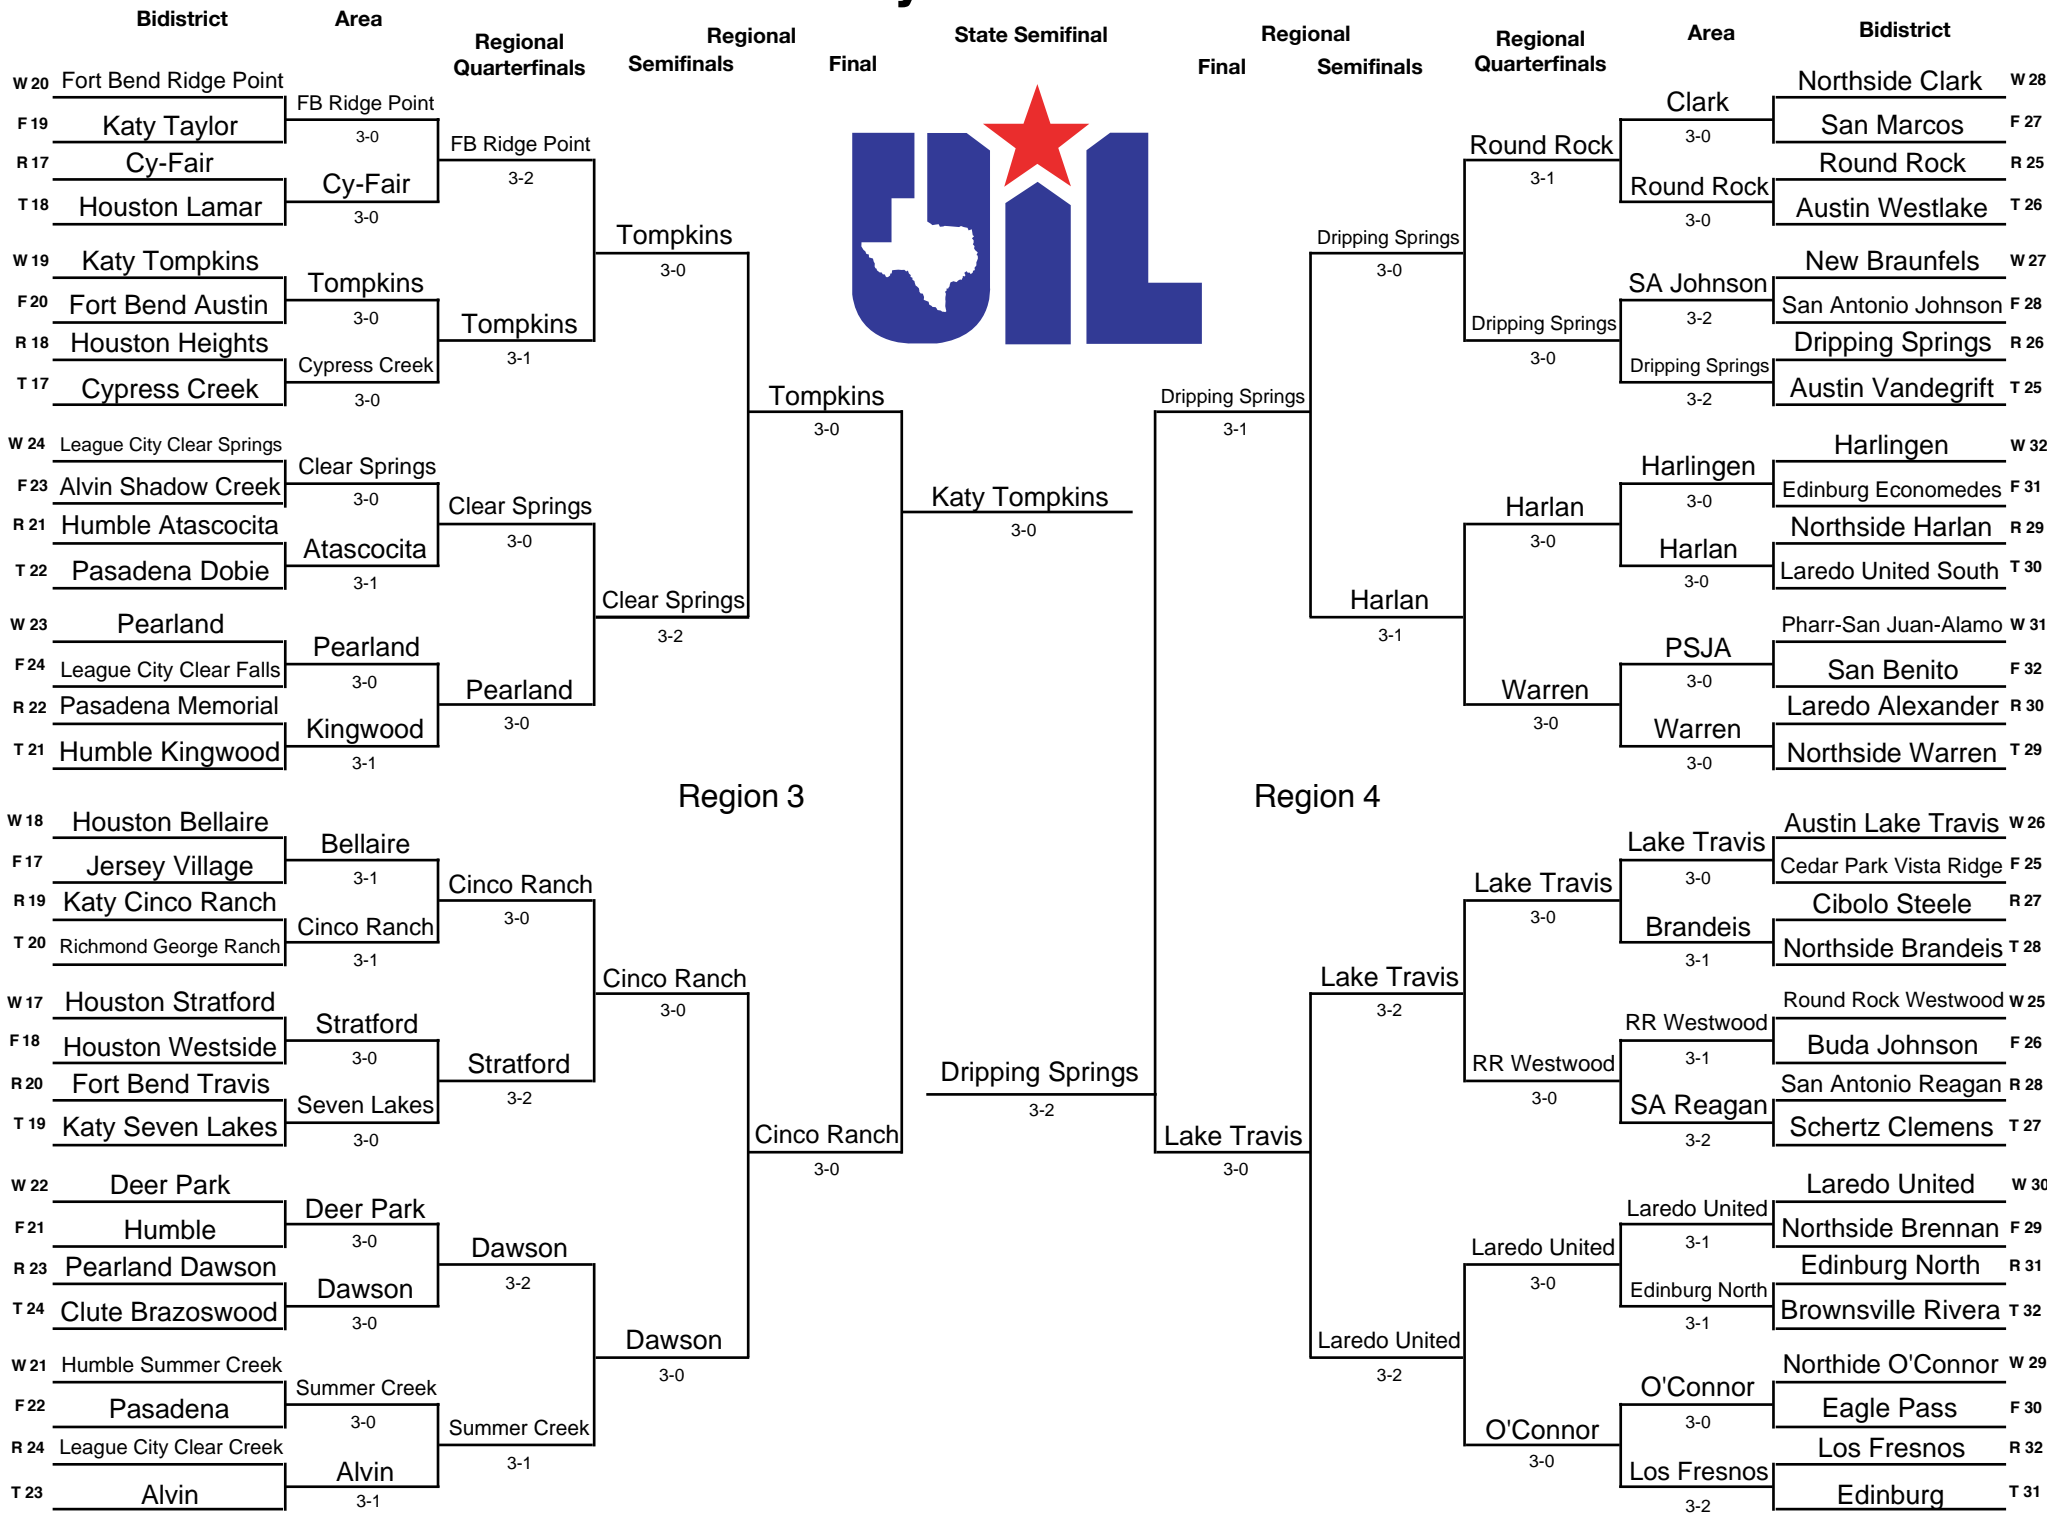 Bidistrict
Area
Regional
Quarterfinals
Regional
Semifinals
Final
State Semifinal
Regional
Final
Semifinals
Regional
Quarterfinals
Area
Bidistrict
W 20 Fort Bend Ridge Point
F 19 Katy Taylor
R 17 Cy-Fair
T 18 Houston Lamar
W 19 Katy Tompkins
F 20 Fort Bend Austin
R 18 Houston Heights
T 17 Cypress Creek
W 24 League City Clear Springs
F 23 Alvin Shadow Creek
R 21 Humble Atascocita
T 22 Pasadena Dobie
W 23 Pearland
F 24 League City Clear Falls
R 22 Pasadena Memorial
T 21 Humble Kingwood
W 18 Houston Bellaire
F 17 Jersey Village
R 19 Katy Cinco Ranch
T 20 Richmond George Ranch
W 17 Houston Stratford
F 18 Houston Westside
R 20 Fort Bend Travis
T 19 Katy Seven Lakes
W 22 Deer Park
F 21 Humble
R 23 Pearland Dawson
T 24 Clute Brazoswood
W 21 Humble Summer Creek
F 22 Pasadena
R 24 League City Clear Creek
T 23 Alvin
FB Ridge Point
3-0
Cy-Fair
3-0
Tompkins
3-0
Cypress Creek
3-0
Clear Springs
3-0
Atascocita
3-1
Pearland
3-0
Kingwood
3-1
Bellaire
3-1
Cinco Ranch
3-1
Stratford
3-0
Seven Lakes
3-0
Deer Park
3-0
Dawson
3-0
Summer Creek
3-0
Alvin
3-1
FB Ridge Point
3-2
Tompkins
3-1
Clear Springs
3-0
Pearland
3-0
Cinco Ranch
3-0
Stratford
3-2
Dawson
3-2
Summer Creek
3-1
Tompkins
3-0
Clear Springs
3-2
Cinco Ranch
3-0
Dawson
3-0
Tompkins
3-0
Cinco Ranch
3-0
Region 3
UIL
Katy Tompkins
3-0
Dripping Springs
3-2
Region 4
Dripping Springs
3-1
Lake Travis
3-0
Dripping Springs
3-0
Harlan
3-1
Lake Travis
3-2
Laredo United
3-2
Round Rock
3-1
Dripping Springs
3-0
Harlan
3-0
Warren
3-0
Lake Travis
3-0
RR Westwood
3-0
Laredo United
3-0
O'Connor
3-0
Clark
3-0
Round Rock
3-0
SA Johnson
3-2
Dripping Springs
3-2
Harlingen
3-0
Harlan
3-0
PSJA
3-0
Warren
3-0
Lake Travis
3-0
Brandeis
3-1
RR Westwood
3-1
SA Reagan
3-2
Laredo United
3-1
Edinburg North
3-1
O'Connor
3-0
Los Fresnos
3-2
Northside Clark W 28
San Marcos F 27
Round Rock R 25
Austin Westlake T 26
New Braunfels W 27
San Antonio Johnson F 28
Dripping Springs R 26
Austin Vandegrift T 25
Harlingen W 32
Edinburg Economedes F 31
Northside Harlan R 29
Laredo United South T 30
Pharr-San Juan-Alamo W 31
San Benito F 32
Laredo Alexander R 30
Northside Warren T 29
Austin Lake Travis W 26
Cedar Park Vista Ridge F 25
Cibolo Steele R 27
Northside Brandeis T 28
Round Rock Westwood W 25
Buda Johnson F 26
San Antonio Reagan R 28
Schertz Clemens T 27
Laredo United W 30
Northside Brennan F 29
Edinburg North R 31
Brownsville Rivera T 32
Northide O'Connor W 29
Eagle Pass F 30
Los Fresnos R 32
Edinburg T 31